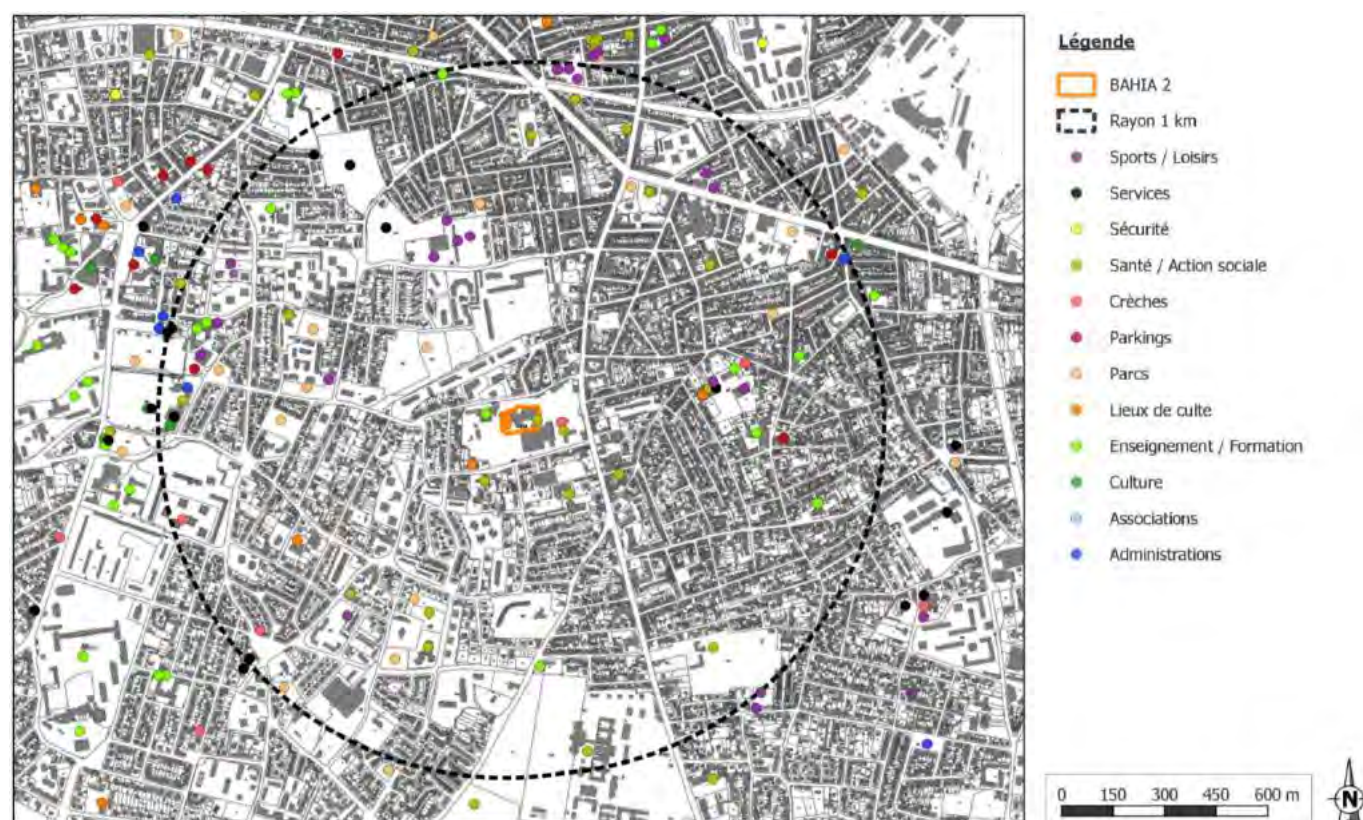 Légende
BAHIA 2
Rayon 1 km
Sports / Loisirs
Services
Sécurité
Santé / Action sociale
Crèches
Parkings
Parcs
Lieux de culte
Enseignement / Formation
Culture
Associations
Administrations
0 150 300 450 600 m
N